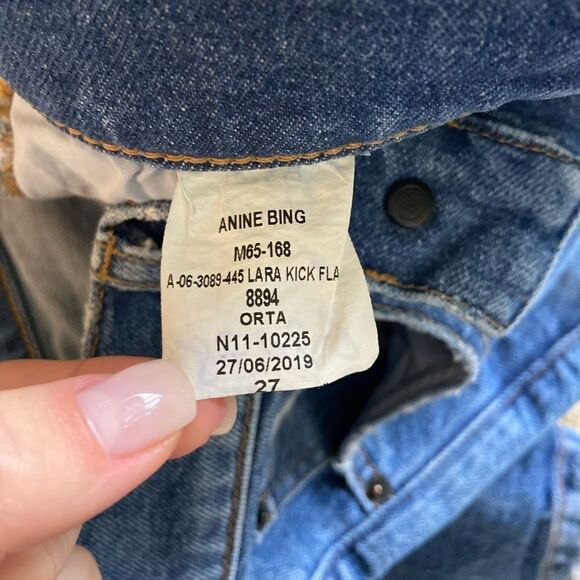 ANINE BING
M65-168
A-06-3089-445 LARA KICK FLA
8894
ORTA
N11-10225
27/06/2019
27